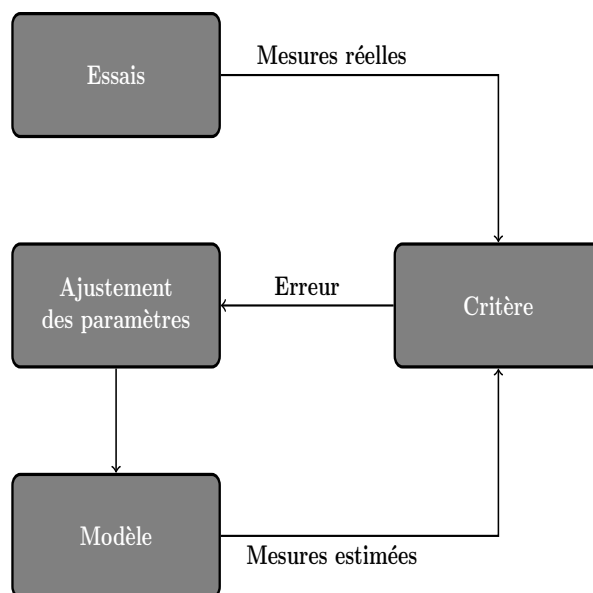 Essais
Mesures réelles
Ajustement
des paramètres
Erreur
Critère
Modèle
Mesures estimées